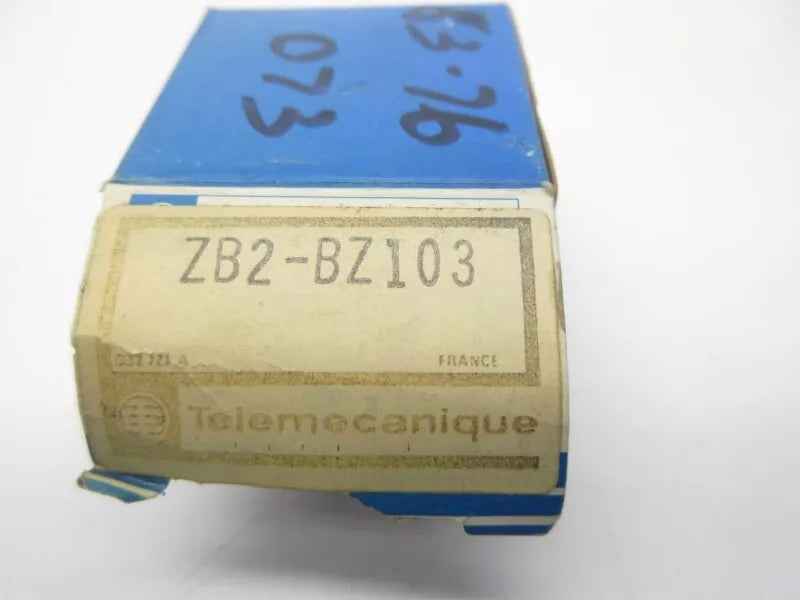 83-76
073
ZB2-BZ103
FRANCE
Telemecanique